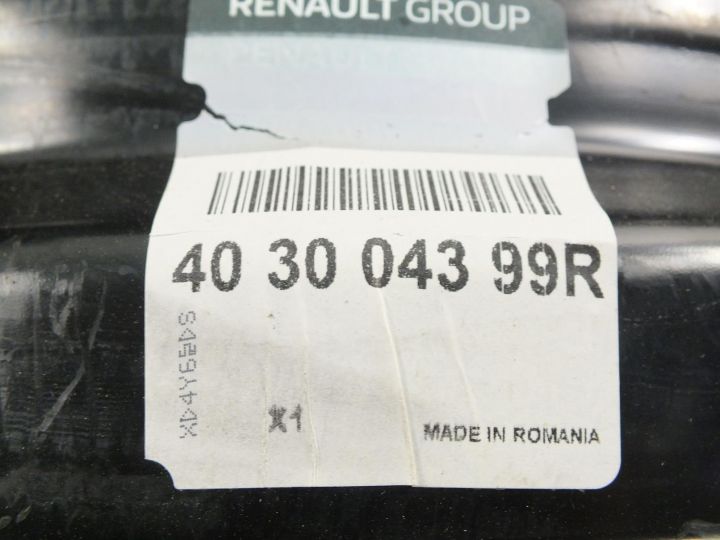 RENAULT GROUP
40 30 043 99R
X1
MADE IN ROMANIA